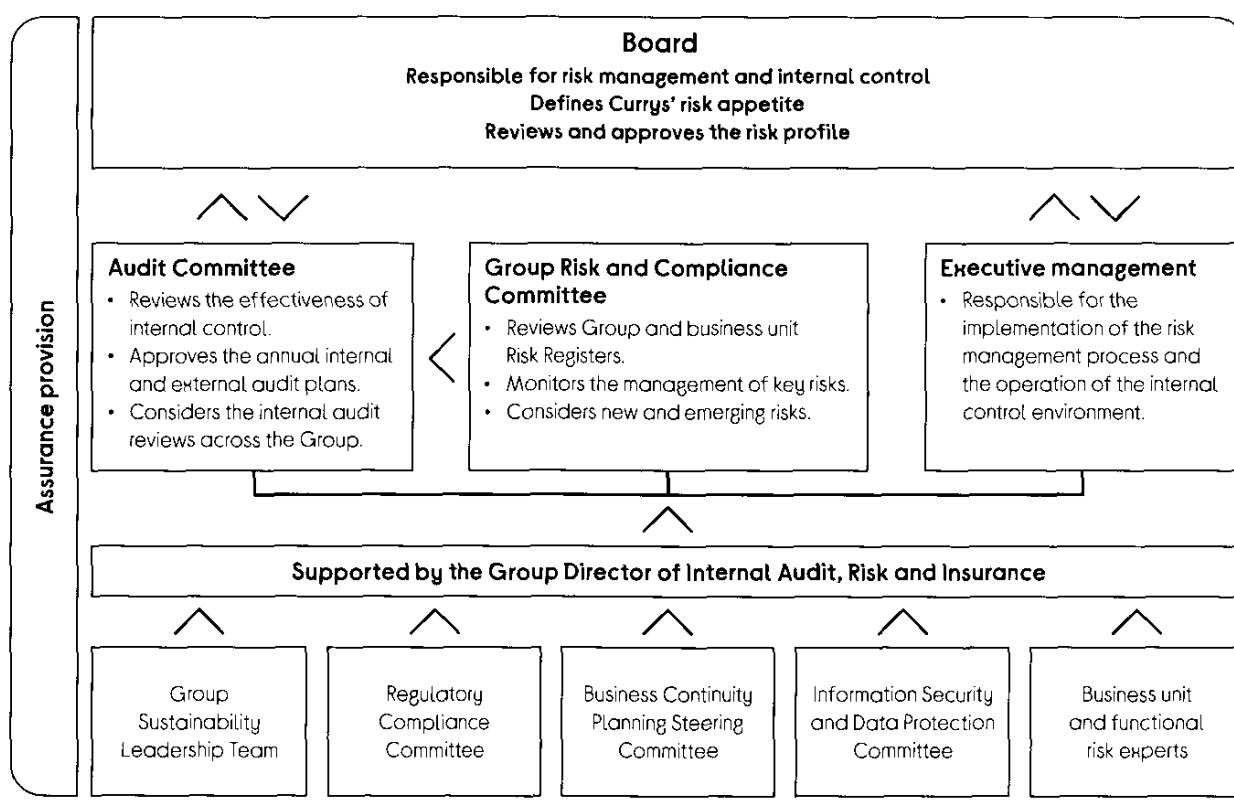 Board
Responsible for risk management and internal control
Defines Currys’ risk appetite
Reviews and approves the risk profile
Assurance provision
Audit Committee
• Reviews the effectiveness of
internal control.
• Approves the annual internal
and external audit plans.
• Considers the internal audit
reviews across the Group.
Group Risk and Compliance
Committee
• Reviews Group and business unit
Risk Registers.
• Monitors the management of key risks.
• Considers new and emerging risks.
Executive management
• Responsible for the
implementation of the risk
management process and
the operation of the internal
control environment.
Supported by the Group Director of Internal Audit, Risk and Insurance
Group
Sustainability
Leadership Team
Regulatory
Compliance
Committee
Business Continuity
Planning Steering
Committee
Information Security
and Data Protection
Committee
Business unit
and functional
risk experts